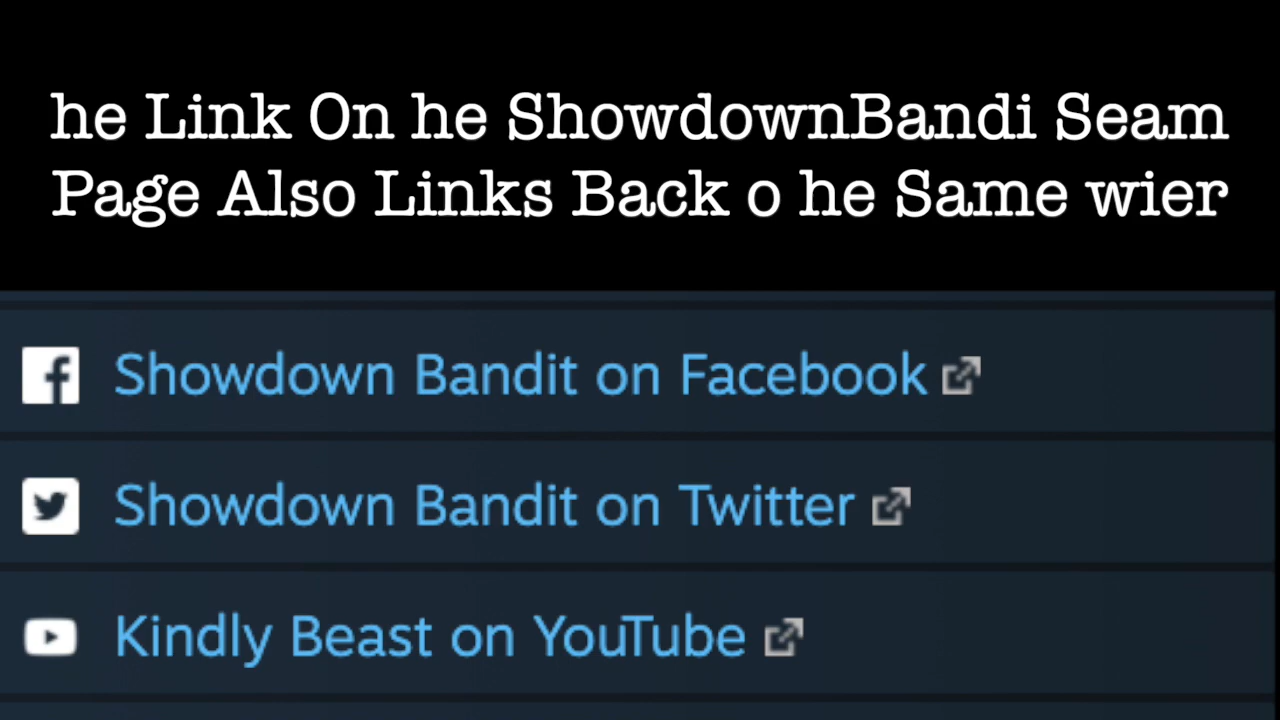 he Link On he ShowdownBandi Seam
Page Also Links Back o he Same wier
Showdown Bandit on Facebook
Showdown Bandit on Twitter
Kindly Beast on YouTube